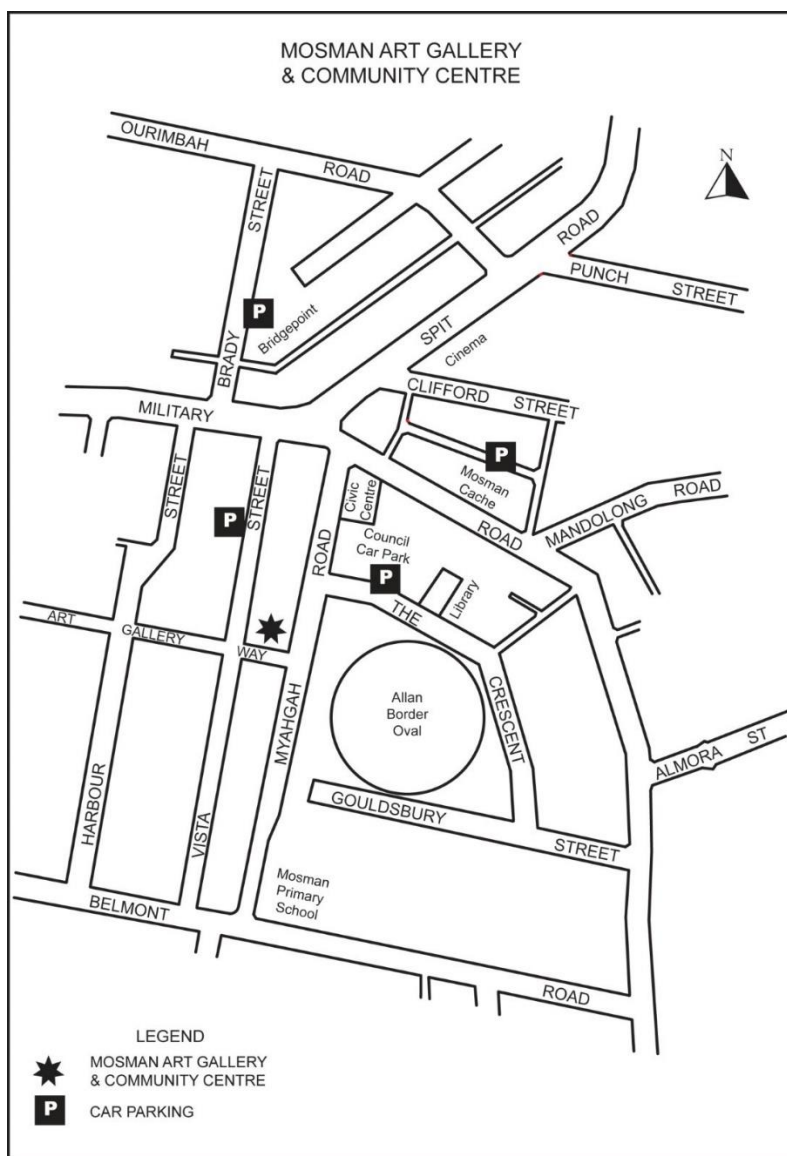 MOSMAN ART GALLERY
& COMMUNITY CENTRE
OURIMBAH
ROAD
N
STREET
ROAD
PUNCH
STREET
P
Bridgepoint
SPIT
Cinema
BRADY
CLIFFORD
STREET
MILITARY
P
Mosman
Cache
STREET
STREET
P
Civic
Centre
ROAD
MANDOLONG
ROAD
ROAD
Council
Car Park
P
THE
Library
ART
GALLERY
WAY
MYAHGAH
Allan
Border
Oval
CRESCENT
ALMORA
ST
HARBOUR
VISTA
GOULDSBURY
STREET
Mosman
Primary
School
BELMONT
ROAD
LEGEND
MOSMAN ART GALLERY
& COMMUNITY CENTRE
P
CAR PARKING